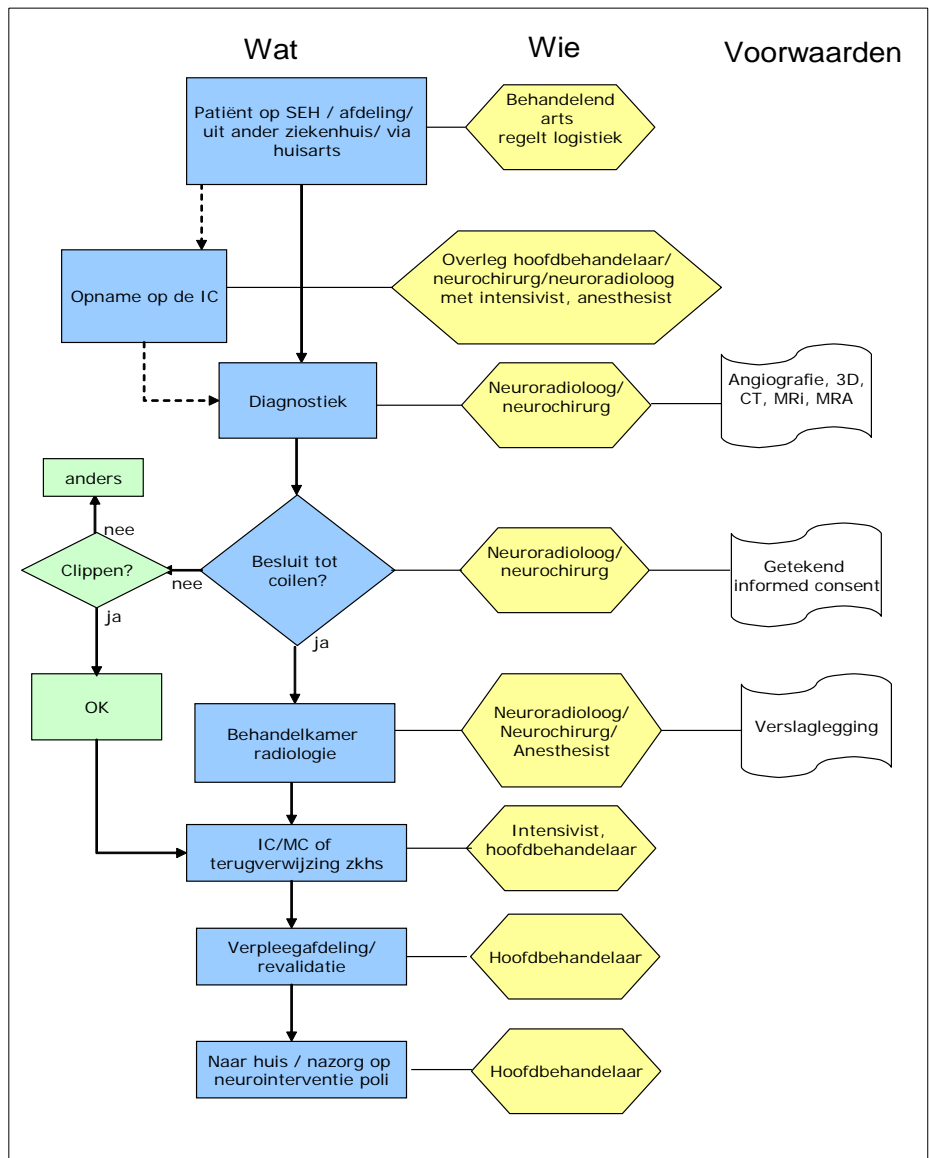 Wat
Wie
Voorwaarden
Patiënt op SEH / afdeling/
uit ander ziekenhuis/ via
huisarts
Behandelend
arts
regelt logistiek
Opname op de IC
Overleg hoofdbehandelaar/
neurochirurg/neuroradioloog
met intensivist, anesthesist
Diagnostiek
Neuroradioloog/
neurochirurg
Angiografie, 3D,
CT, MRi, MRA
anders
nee
Clippen?
nee
ja
Besluit tot
coilen?
ja
Neuroradioloog/
neurochirurg
Getekend
informed consent
OK
Behandelkamer
radiologie
Neuroradioloog/
Neurochirurg/
Anesthesist
Verslaglegging
IC/MC of
terugverwijzing zkhs
Intensivist,
hoofdbehandelaar
Verpleegafdeling/
revalidatie
Hoofdbehandelaar
Naar huis / nazorg op
neurointerventie poli
Hoofdbehandelaar